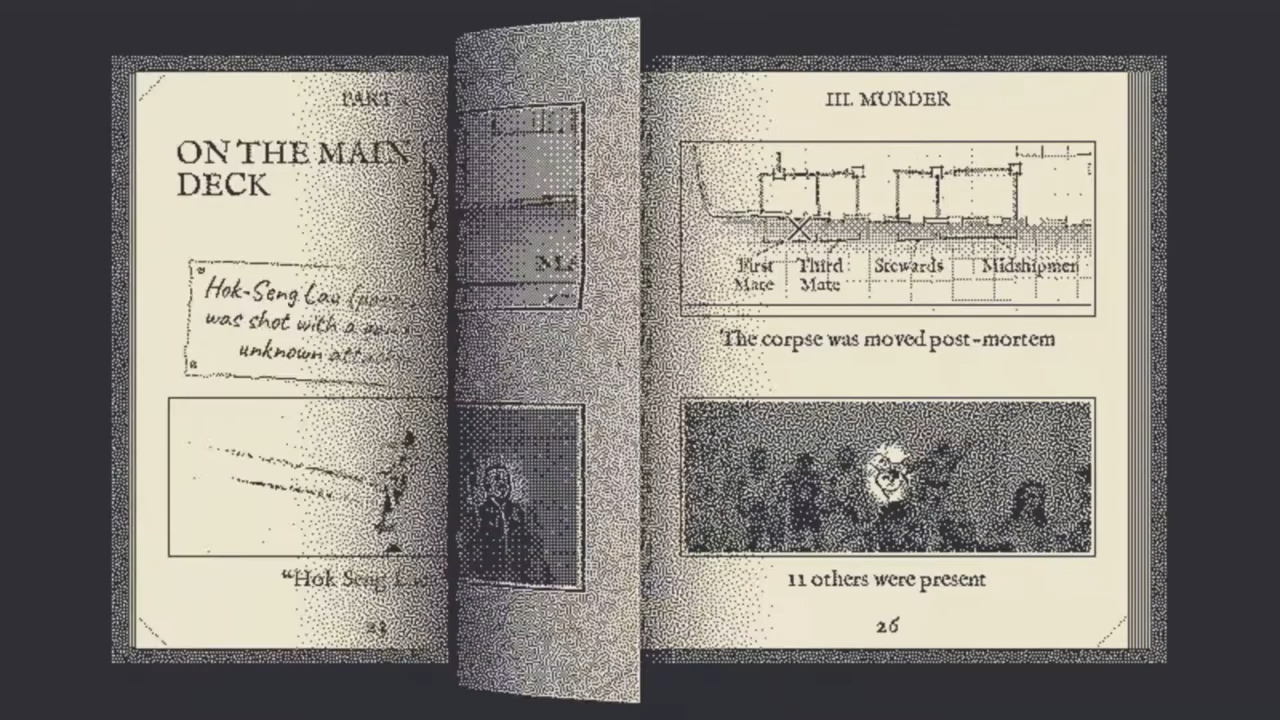 PART
ON THE MAIN
DECK
Hok-Seng Lau
was shot with a
unknown
"Hok Seng
III. MURDER
First Third Stewards Midshipmen
Mate Mate
The corpse was moved post-mortem
11 others were present
26